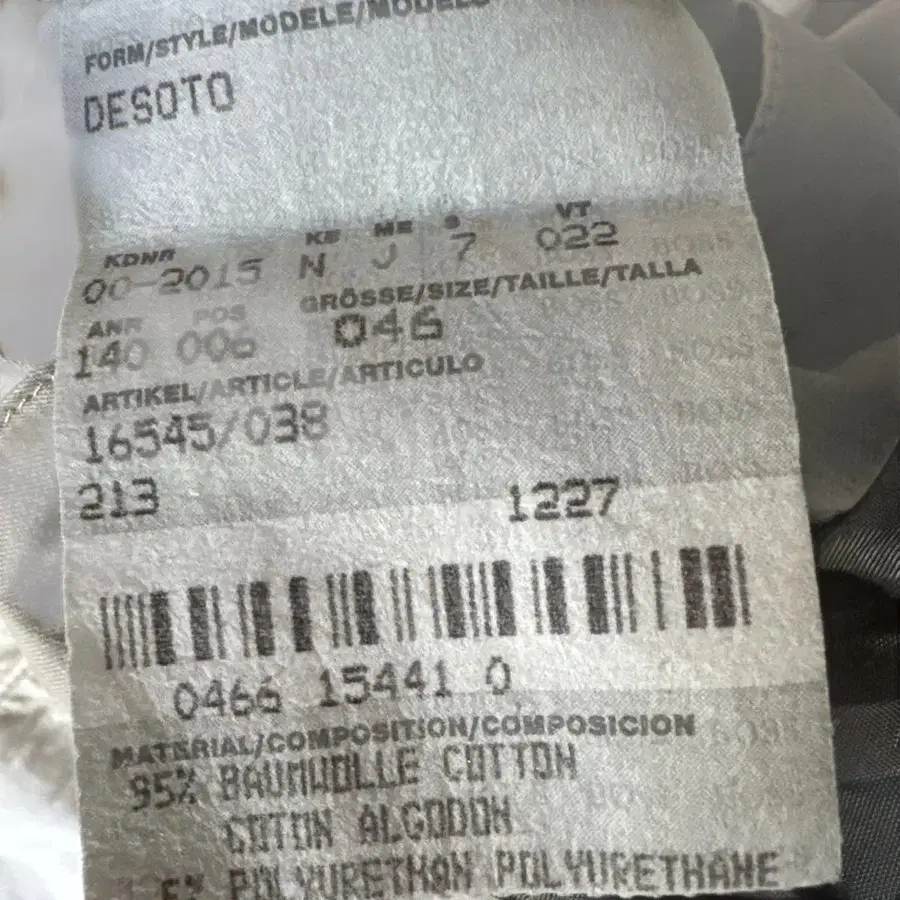 FORM/STYLE/MODELE/MODELO
DESOTO
KDNR KE ME S VT
00-2015 N J 7 022
ANR POS GRÖSSE/SIZE/TAILLE/TALLA
140 006 046
ARTIKEL/ARTICLE/ARTICULO
16545/038
213 1227
0466 15441 0
MATERIAL/COMPOSITION/COMPOSICION
95% BAUMWOLLE COTTON
COTON ALGODON
5% POLYURETHAN POLYURETHANE